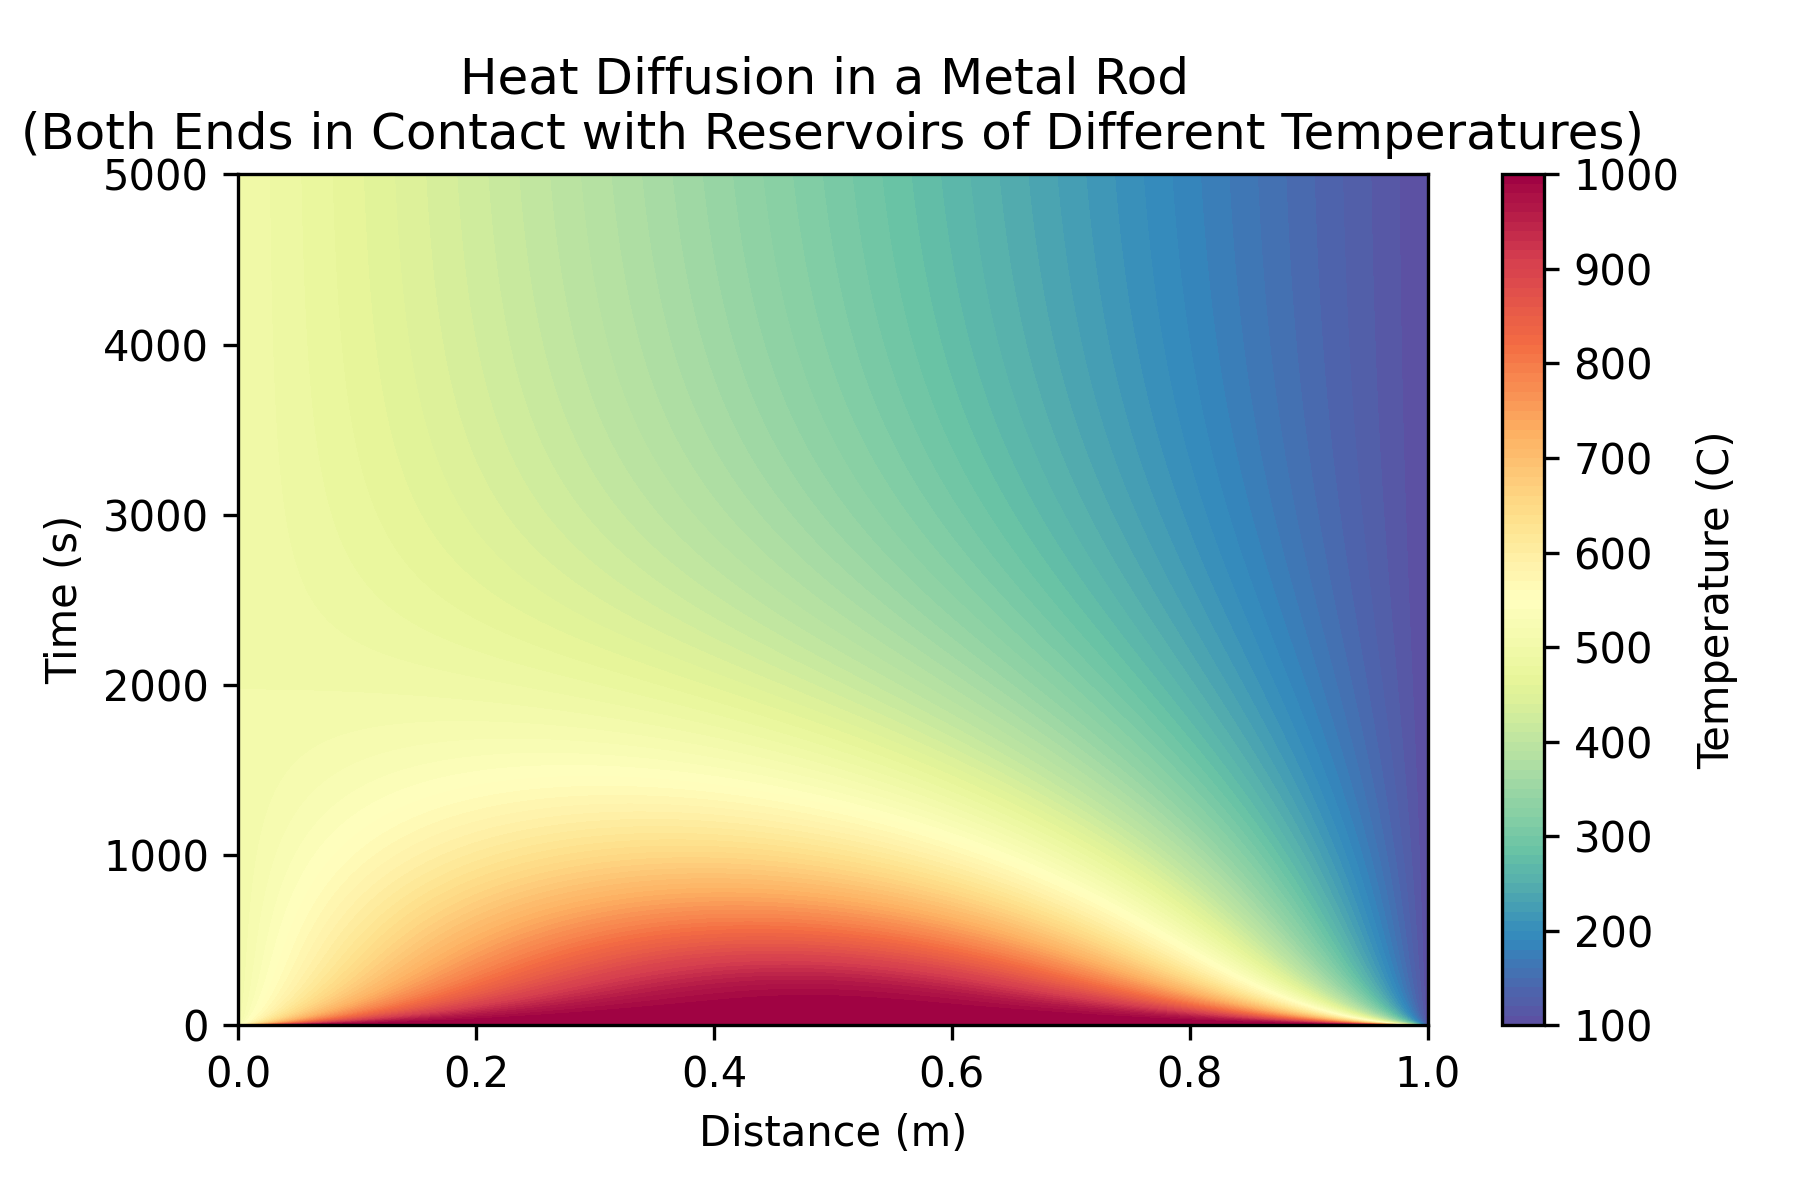 Heat Diffusion in a Metal Rod
(Both Ends in Contact with Reservoirs of Different Temperatures)
Time (s)
5000
4000
3000
2000
1000
0
0.0 0.2 0.4 0.6 0.8 1.0
Distance (m)
1000
900
800
700
600
500
400
300
200
100
Temperature (C)